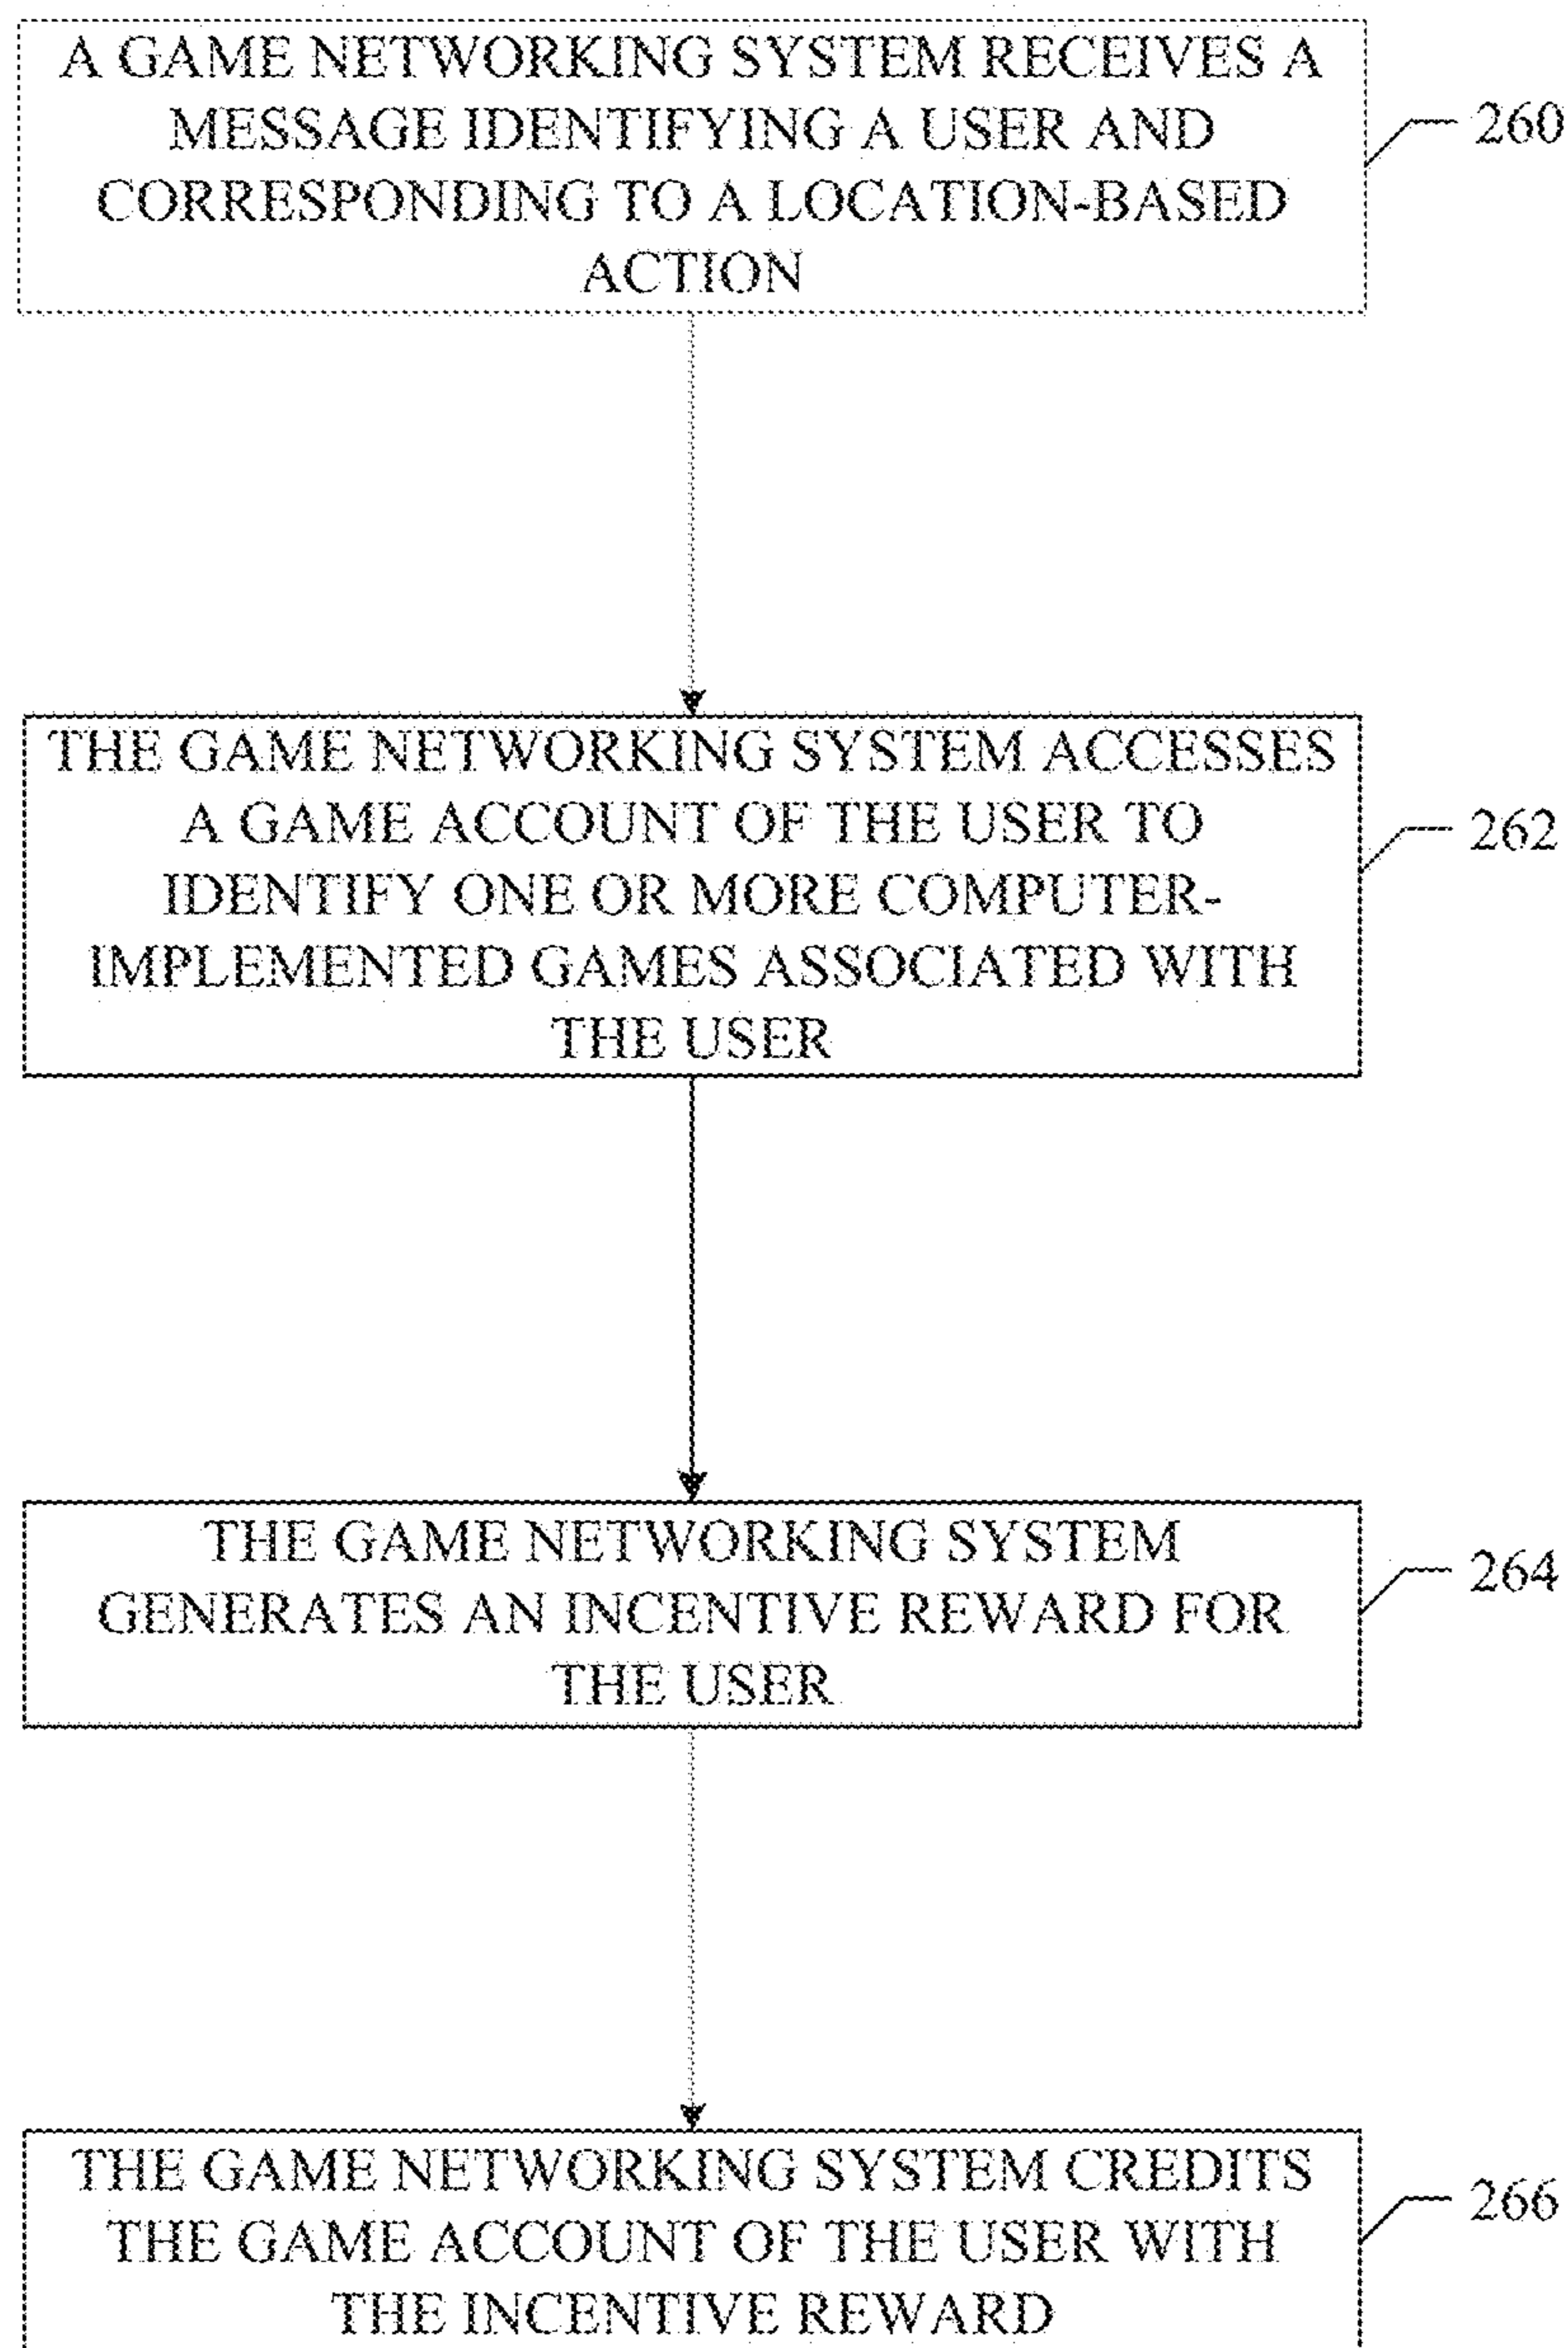 A GAME NETWORKING SYSTEM RECEIVES A
MESSAGE IDENTIFYING A USER AND
CORRESPONDING TO A LOCATION-BASED
ACTION
260
THE GAME NETWORKING SYSTEM ACCESSES
A GAME ACCOUNT OF THE USER TO
IDENTIFY ONE OR MORE COMPUTER-
IMPLEMENTED GAMES ASSOCIATED WITH
THE USER
262
THE GAME NETWORKING SYSTEM
GENERATES AN INCENTIVE REWARD FOR
THE USER
264
THE GAME NETWORKING SYSTEM CREDITS
THE GAME ACCOUNT OF THE USER WITH
THE INCENTIVE REWARD
266